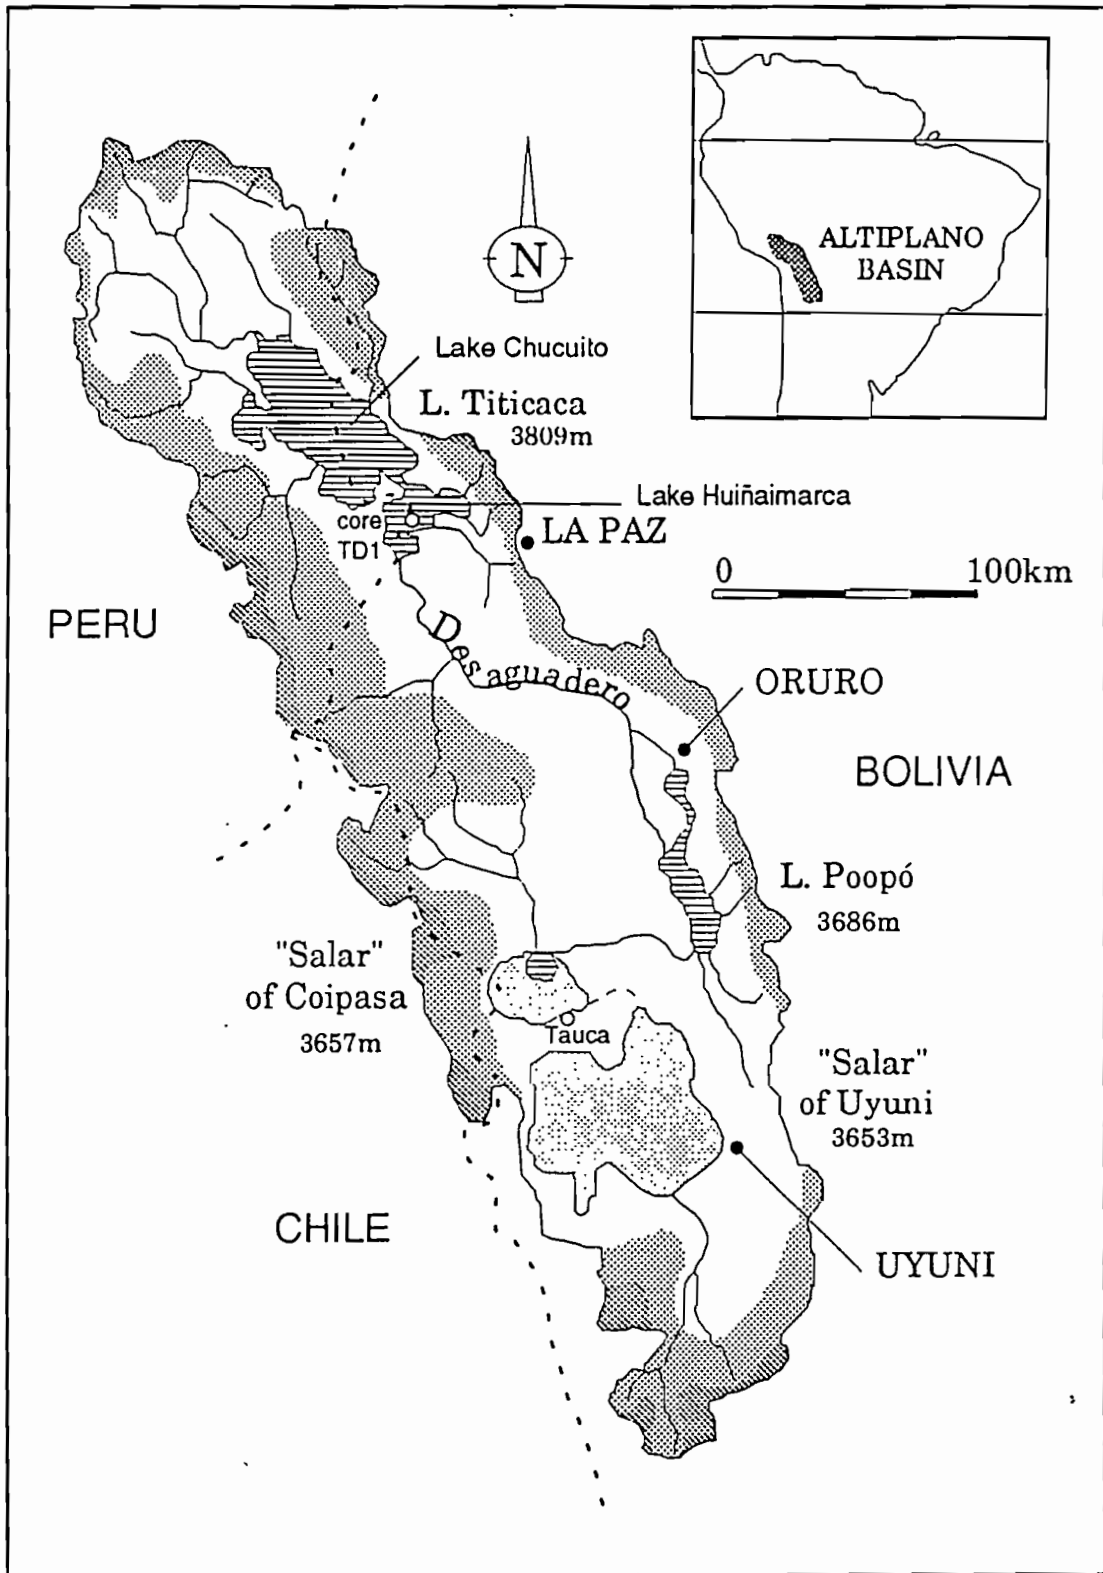 ALTIPLANO
BASIN
N
Lake Chucuito
L. Titicaca
3809m
Lake Huiñaimarca
core
TD1
LA PAZ
0 100km
PERU
Desaguadero
ORURO
BOLIVIA
L. Poopó
3686m
"Salar"
of Coipasa
3657m
Tauca
"Salar"
of Uyuni
3653m
CHILE
UYUNI